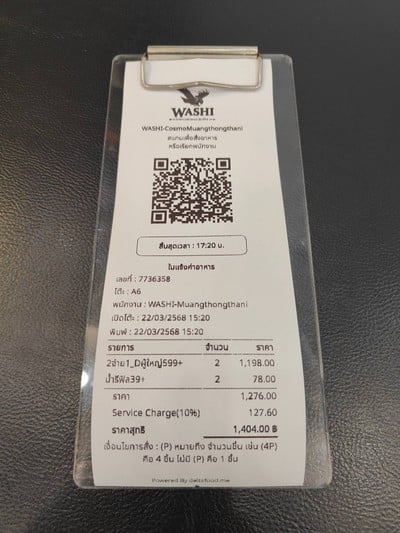 WASHI
WASHI-CosmoMuangthongthani
สแกนเพื่อสั่งอาหาร
หรือเรียกพนักงาน
สิ้นสุดเวลา : 17:20 น.
ใบแจ้งค่าอาหาร
เลขที่ : 7736358
โต๊ะ : A6
พนักงาน : WASHI-Muangthongthani
เปิดโต๊ะ : 22/03/2568 15:20
พิมพ์ : 22/03/2568 15:20
รายการ จำนวน ราคา
2จ่าย1_Dผู้ใหญ่599+ 2 1,198.00
น้ำรีฟิล39+ 2 78.00
ราคา 1,276.00
Service Charge(10%) 127.60
ราคาสุทธิ 1,404.00 ฿
เงื่อนไขการสั่ง : (P) หมายถึง จำนวนชิ้น เช่น (4P)
คือ 4 ชิ้น ไม่มี (P) คือ 1 ชิ้น
Powered By deltafood.me